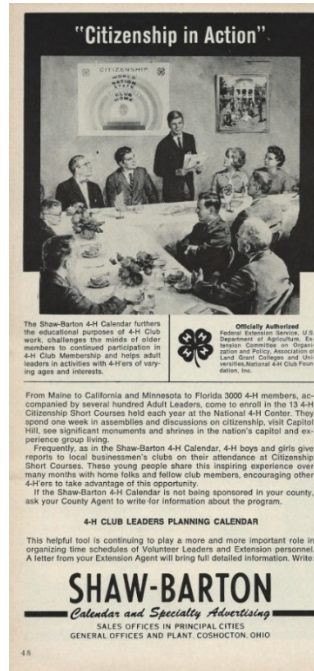 "Citizenship in Action"
CITIZENSHIP
WORLD
NATION
STATE
CLUB
HOME
The Shaw-Barton 4-H Calendar furthers
the educational purposes of 4-H Club
work, challenges the minds of older
members to continued participation in
4-H Club Membership and helps adult
leaders in activities with 4-H'ers of vary-
ing ages and interests.
Officially Authorized
Federal Extension Service, U.S.
Department of Agriculture, Ex-
tension Committee on Organi-
zation and Policy, Association of
Land Grant Colleges and Uni-
versities, National 4-H Club Foun-
dation, Inc.
From Maine to California and Minnesota to Florida 3000 4-H members, ac-
companied by several hundred Adult Leaders, come to enroll in the 13 4-H
Citizenship Short Courses held each year at the National 4-H Center. They
spend one week in assemblies and discussions on citizenship, visit Capitol
Hill, see significant monuments and shrines in the nation's capitol and ex-
perience group living.
Frequently, as in the Shaw-Barton 4-H Calendar, 4-H boys and girls give
reports to local businessmen's clubs on their attendance at Citizenship
Short Courses. These young people share this inspiring experience over
many months with home folks and fellow club members, encouraging other
4-H'ers to take advantage of this opportunity.
If the Shaw-Barton 4-H Calendar is not being sponsored in your county,
ask your County Agent to write for information about the program.
4-H CLUB LEADERS PLANNING CALENDAR
This helpful tool is continuing to play a more and more important role in
organizing time schedules of Volunteer Leaders and Extension personnel.
A letter from your Extension Agent will bring full detailed information. Write
SHAW-BARTON
Calendar and Specialty Advertising
SALES OFFICES IN PRINCIPAL CITIES
GENERAL OFFICES AND PLANT, COSHOCTON, OHIO
48